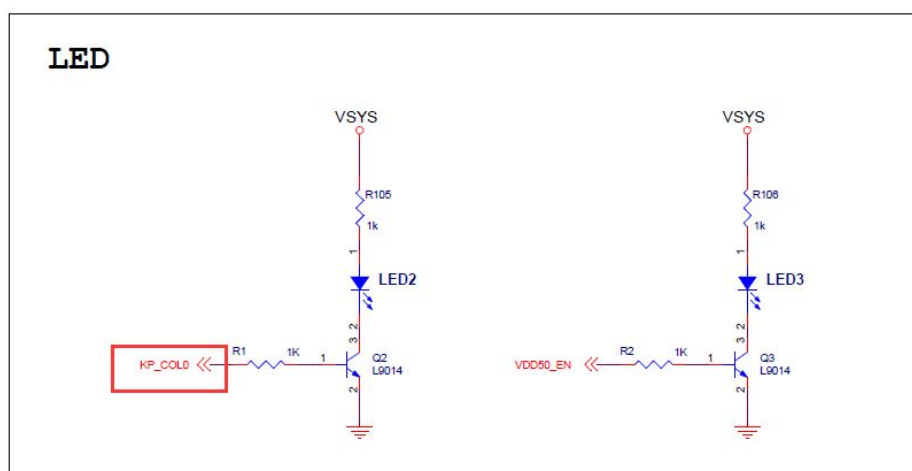 LED
VSYS
R105
1k
1
LED2
2
3
KP_COL0
R1
1K
1
Q2
L9014
2
VSYS
R106
1k
1
LED3
2
3
VDD50_EN
R2
1K
1
Q3
L9014
2